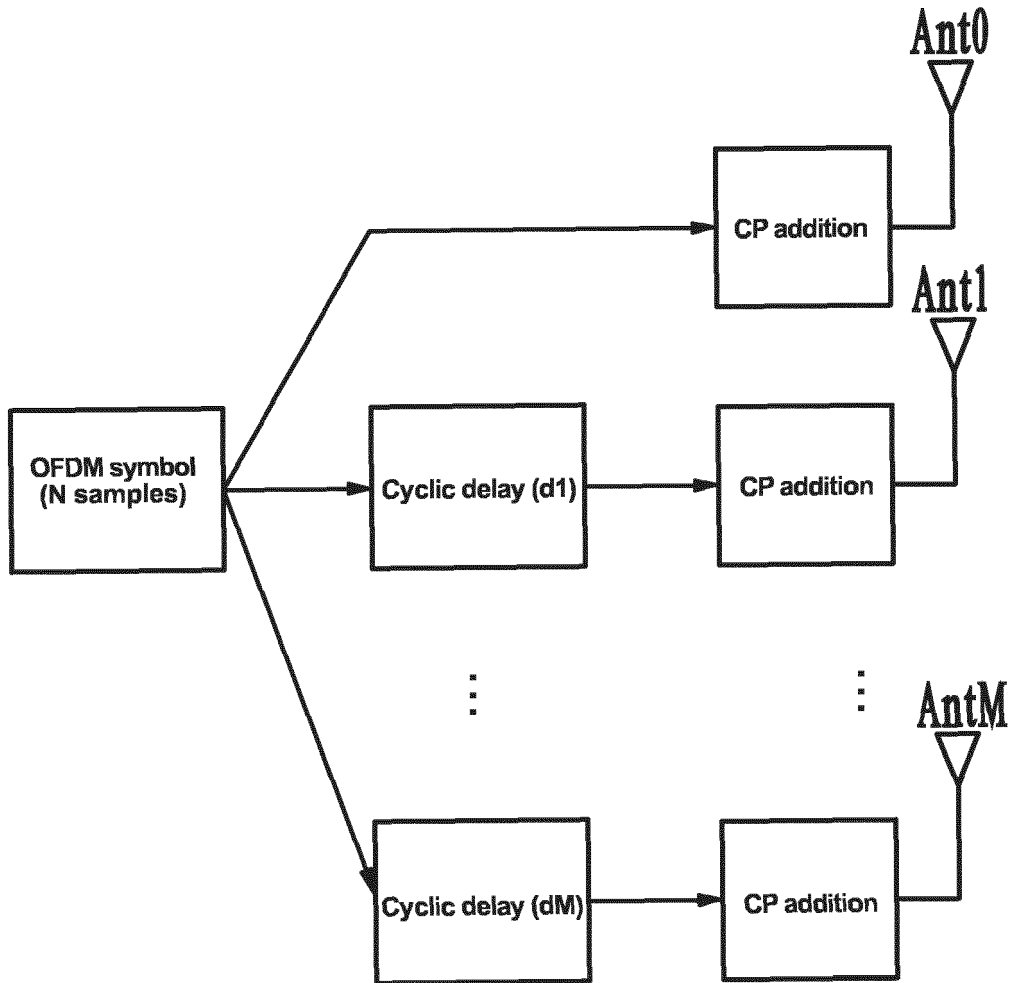 Ant0
CP addition
Ant1
OFDM symbol
(N samples)
Cyclic delay (d1)
CP addition
AntM
Cyclic delay (dM)
CP addition